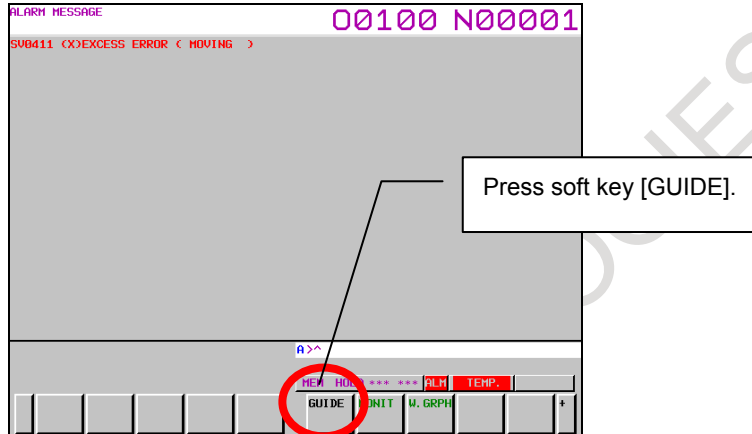 ALARM MESSAGE
O0100 N00001
SV0411 (X)EXCESS ERROR ( MOVING )
Press soft key [GUIDE].
A>^
MEM HOLD *** *** ALM TEMP.
GUIDE MONIT W.GRPH +